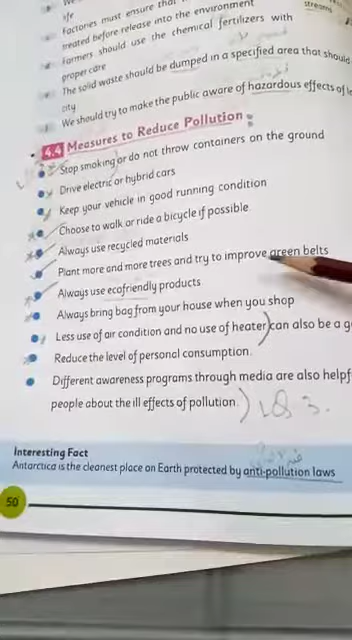 streams
Factories must ensure that
treated before release into the environment
Farmers should use the chemical fertilizers with
proper care
The solid waste should be dumped in a specified area that should
city
We should try to make the public aware of hazardous effects of
4.4 Measures to Reduce Pollution:
Stop smoking or do not throw containers on the ground
Drive electric or hybrid cars
Keep your vehicle in good running condition
Choose to walk or ride a bicycle if possible
Always use recycled materials
Plant more and more trees and try to improve green belts
Always use ecofriendly products
Always bring bag from your house when you shop
Less use of air condition and no use of heater) can also be a g
Reduce the level of personal consumption.
Different awareness programs through media are also helpf
people about the ill effects of pollution
Interesting Fact
Antarctica is the cleanest place on Earth protected by anti-pollution laws
50